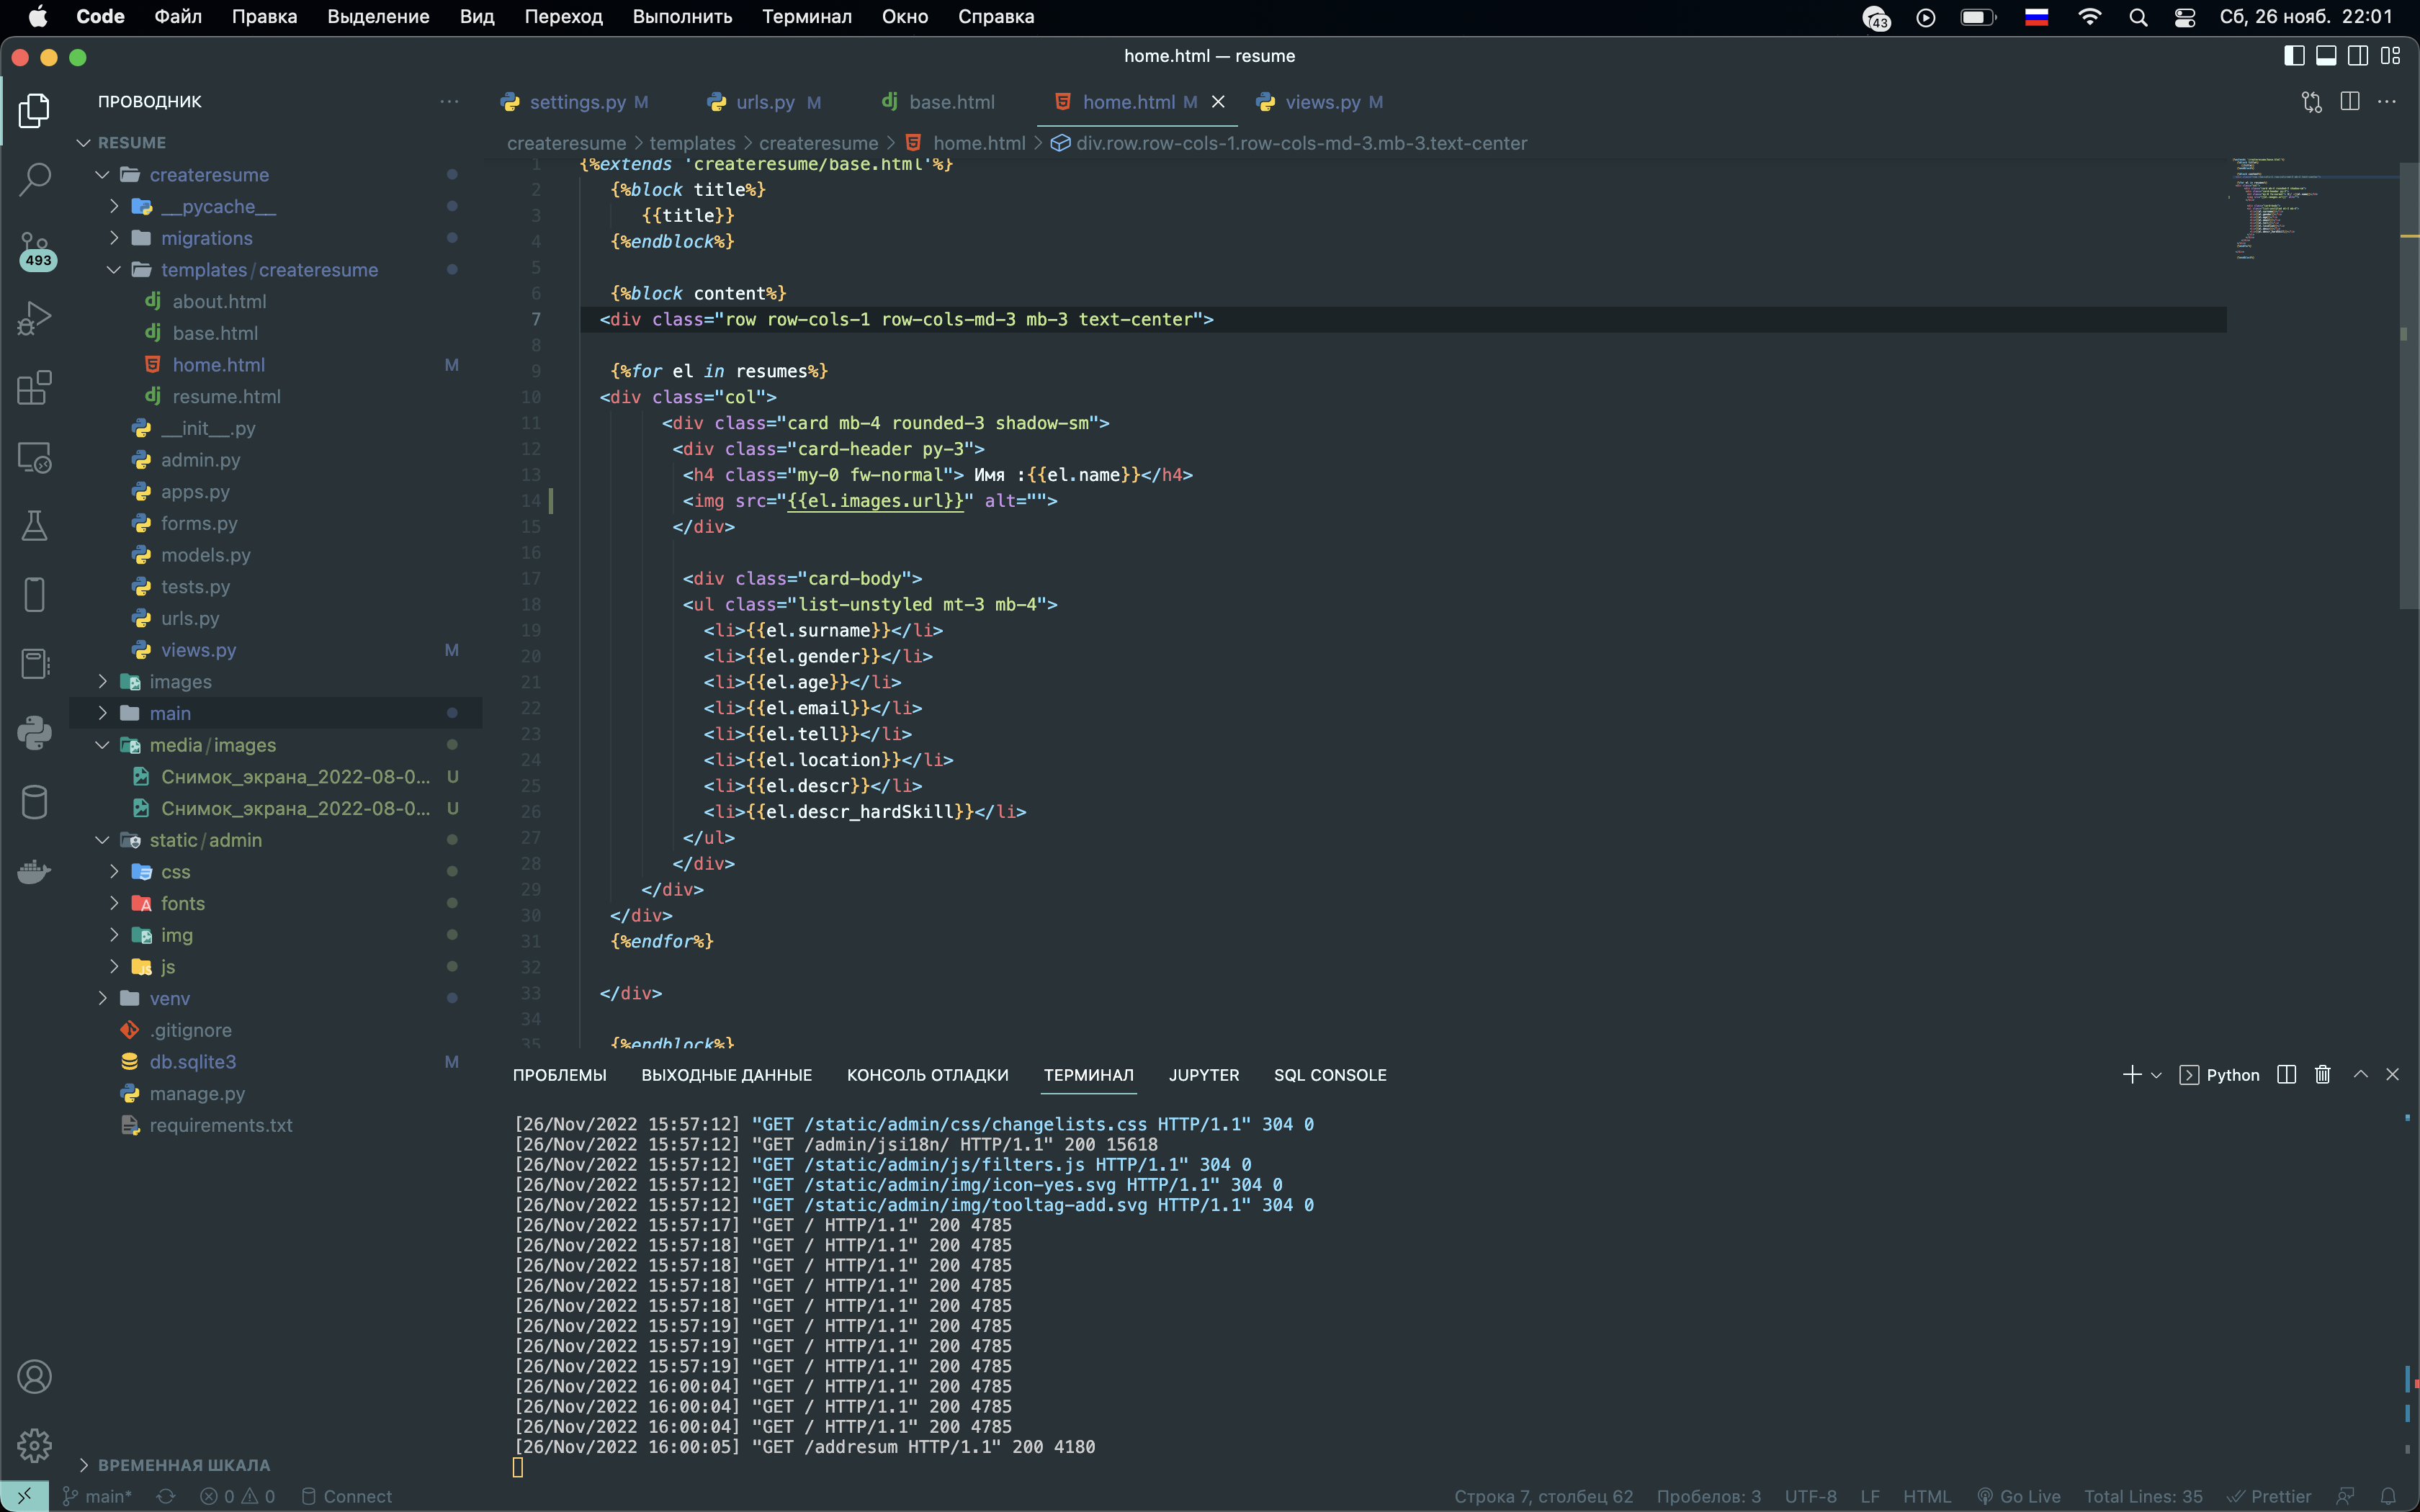 Code Файл Правка Выделение Вид Переход Выполнить Терминал Окно Справка 43 Сб, 26 нояб. 22:01
home.html — resume
ПРОВОДНИК
RESUME
createresume
__pycache__
migrations
templates/createresume
about.html
base.html
home.html M
resume.html
__init__.py
admin.py
apps.py
forms.py
models.py
tests.py
urls.py
views.py M
images
main
media/images
Снимок_экрана_2022-08-0... U
Снимок_экрана_2022-08-0... U
static/admin
css
fonts
img
js
venv
.gitignore
db.sqlite3 M
manage.py
requirements.txt
ВРЕМЕННАЯ ШКАЛА
493
settings.py M urls.py M base.html home.html M views.py M
createresume > templates > createresume > home.html > div.row.row-cols-1.row-cols-md-3.mb-3.text-center
1 {%extends 'createresume/base.html'%}
2 {%block title%}
3 {{title}}
4 {%endblock%}
5
6 {%block content%}
7 <div class="row row-cols-1 row-cols-md-3 mb-3 text-center">
8
9 {%for el in resumes%}
10 <div class="col">
11 <div class="card mb-4 rounded-3 shadow-sm">
12 <div class="card-header py-3">
13 <h4 class="my-0 fw-normal"> Имя :{{el.name}}</h4>
14 <img src="{{el.images.url}}" alt="">
15 </div>
16
17 <div class="card-body">
18 <ul class="list-unstyled mt-3 mb-4">
19 <li>{{el.surname}}</li>
20 <li>{{el.gender}}</li>
21 <li>{{el.age}}</li>
22 <li>{{el.email}}</li>
23 <li>{{el.tell}}</li>
24 <li>{{el.location}}</li>
25 <li>{{el.descr}}</li>
26 <li>{{el.descr_hardSkill}}</li>
27 </ul>
28 </div>
29 </div>
30 </div>
31 {%endfor%}
32
33 </div>
34
35 {%endblock%}
ПРОБЛЕМЫ ВЫХОДНЫЕ ДАННЫЕ КОНСОЛЬ ОТЛАДКИ ТЕРМИНАЛ JUPYTER SQL CONSOLE Python
[26/Nov/2022 15:57:12] "GET /static/admin/css/changelists.css HTTP/1.1" 304 0
[26/Nov/2022 15:57:12] "GET /admin/jsi18n/ HTTP/1.1" 200 15618
[26/Nov/2022 15:57:12] "GET /static/admin/js/filters.js HTTP/1.1" 304 0
[26/Nov/2022 15:57:12] "GET /static/admin/img/icon-yes.svg HTTP/1.1" 304 0
[26/Nov/2022 15:57:12] "GET /static/admin/img/tooltag-add.svg HTTP/1.1" 304 0
[26/Nov/2022 15:57:17] "GET / HTTP/1.1" 200 4785
[26/Nov/2022 15:57:18] "GET / HTTP/1.1" 200 4785
[26/Nov/2022 15:57:18] "GET / HTTP/1.1" 200 4785
[26/Nov/2022 15:57:18] "GET / HTTP/1.1" 200 4785
[26/Nov/2022 15:57:18] "GET / HTTP/1.1" 200 4785
[26/Nov/2022 15:57:19] "GET / HTTP/1.1" 200 4785
[26/Nov/2022 15:57:19] "GET / HTTP/1.1" 200 4785
[26/Nov/2022 15:57:19] "GET / HTTP/1.1" 200 4785
[26/Nov/2022 16:00:04] "GET / HTTP/1.1" 200 4785
[26/Nov/2022 16:00:04] "GET / HTTP/1.1" 200 4785
[26/Nov/2022 16:00:04] "GET / HTTP/1.1" 200 4785
[26/Nov/2022 16:00:05] "GET /addresum HTTP/1.1" 200 4180
main* 0 0 Connect Строка 7, столбец 62 Пробелов: 3 UTF-8 LF HTML Go Live Total Lines: 35 Prettier